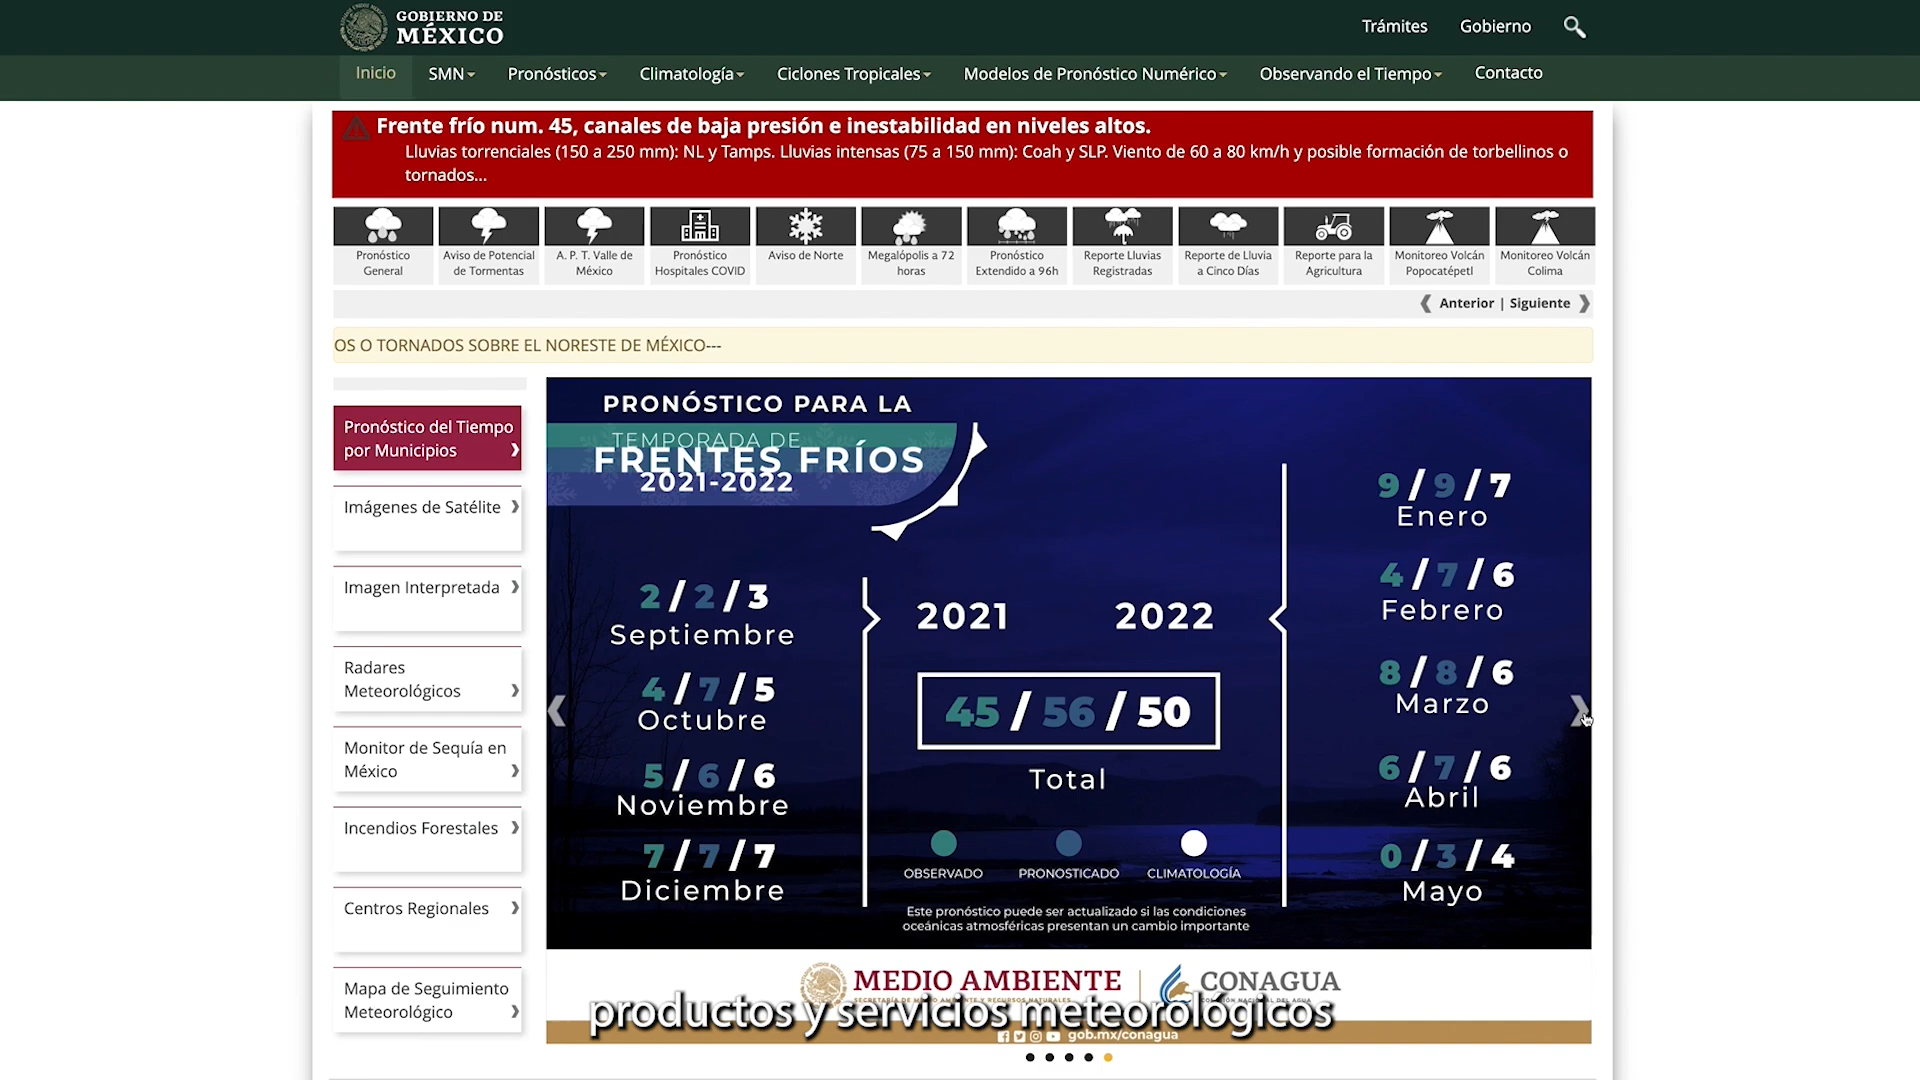 GOBIERNO DE
MÉXICO
Trámites
Gobierno
Inicio
SMN
Pronósticos
Climatología
Ciclones Tropicales
Modelos de Pronóstico Numérico
Observando el Tiempo
Contacto
Frente frío num. 45, canales de baja presión e inestabilidad en niveles altos.
Lluvias torrenciales (150 a 250 mm): NL y Tamps. Lluvias intensas (75 a 150 mm): Coah y SLP. Viento de 60 a 80 km/h y posible formación de torbellinos o
tornados...
Pronóstico
General
Aviso de Potencial
de Tormentas
A. P. T. Valle de
México
Pronóstico
Hospitales COVID
Aviso de Norte
Megalópolis a 72
horas
Pronóstico
Extendido a 96h
Reporte Lluvias
Registradas
Reporte de Lluvia
a Cinco Días
Reporte para la
Agricultura
Monitoreo Volcán
Popocatépetl
Monitoreo Volcán
Colima
Anterior | Siguiente
OS O TORNADOS SOBRE EL NORESTE DE MÉXICO---
Pronóstico del Tiempo
por Municipios
Imágenes de Satélite
Imagen Interpretada
Radares
Meteorológicos
Monitor de Sequía en
México
Incendios Forestales
Centros Regionales
Mapa de Seguimiento
Meteorológico
PRONÓSTICO PARA LA
TEMPORADA DE
FRENTES FRÍOS
2021-2022
2 / 2 / 3
Septiembre
4 / 7 / 5
Octubre
5 / 6 / 6
Noviembre
7 / 7 / 7
Diciembre
2021
2022
45 / 56 / 50
Total
OBSERVADO
PRONOSTICADO
CLIMATOLOGÍA
Este pronóstico puede ser actualizado si las condiciones
oceánicas atmosféricas presentan un cambio importante
9 / 9 / 7
Enero
4 / 7 / 6
Febrero
8 / 8 / 6
Marzo
6 / 7 / 6
Abril
0 / 3 / 4
Mayo
MEDIO AMBIENTE
CONAGUA
productos y servicios meteorológicos
gob.mx/conagua